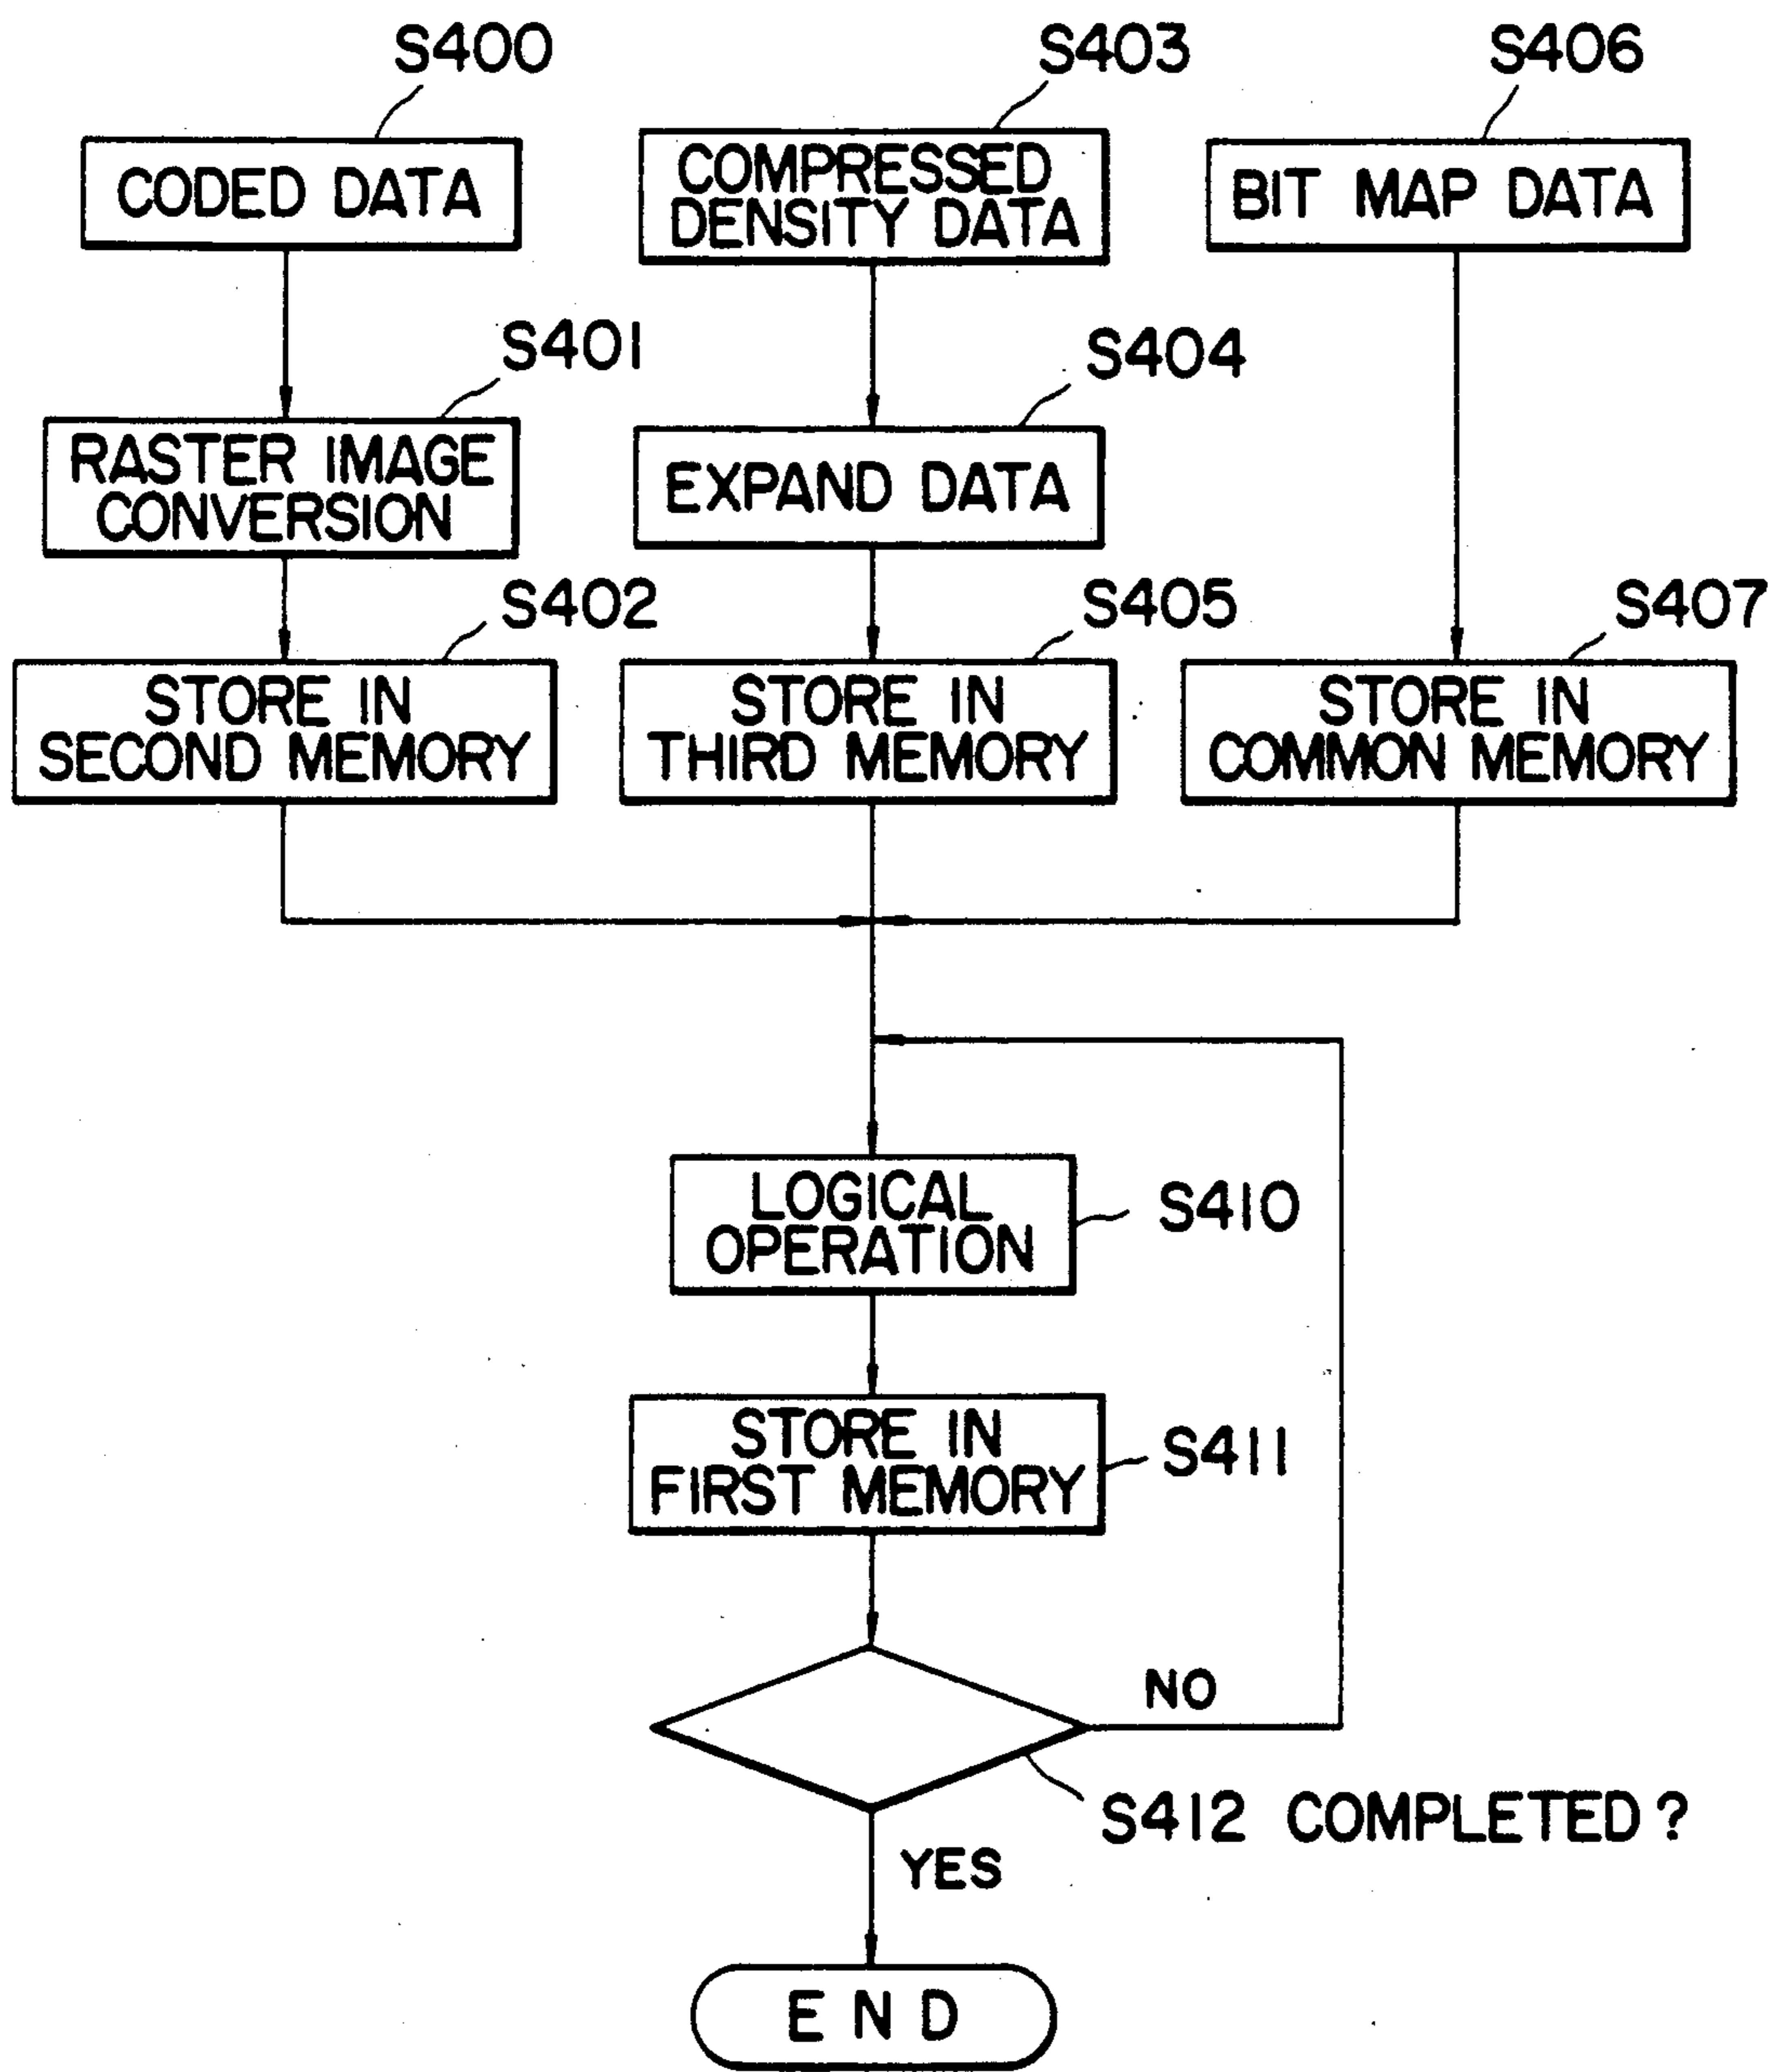 S400
S403
S406
CODED DATA
COMPRESSED
DENSITY DATA
BIT MAP DATA
S401
S404
RASTER IMAGE
CONVERSION
EXPAND DATA
S402
S405
S407
STORE IN
SECOND MEMORY
STORE IN
THIRD MEMORY
STORE IN
COMMON MEMORY
LOGICAL
OPERATION
S410
STORE IN
FIRST MEMORY
S411
NO
S412 COMPLETED?
YES
END